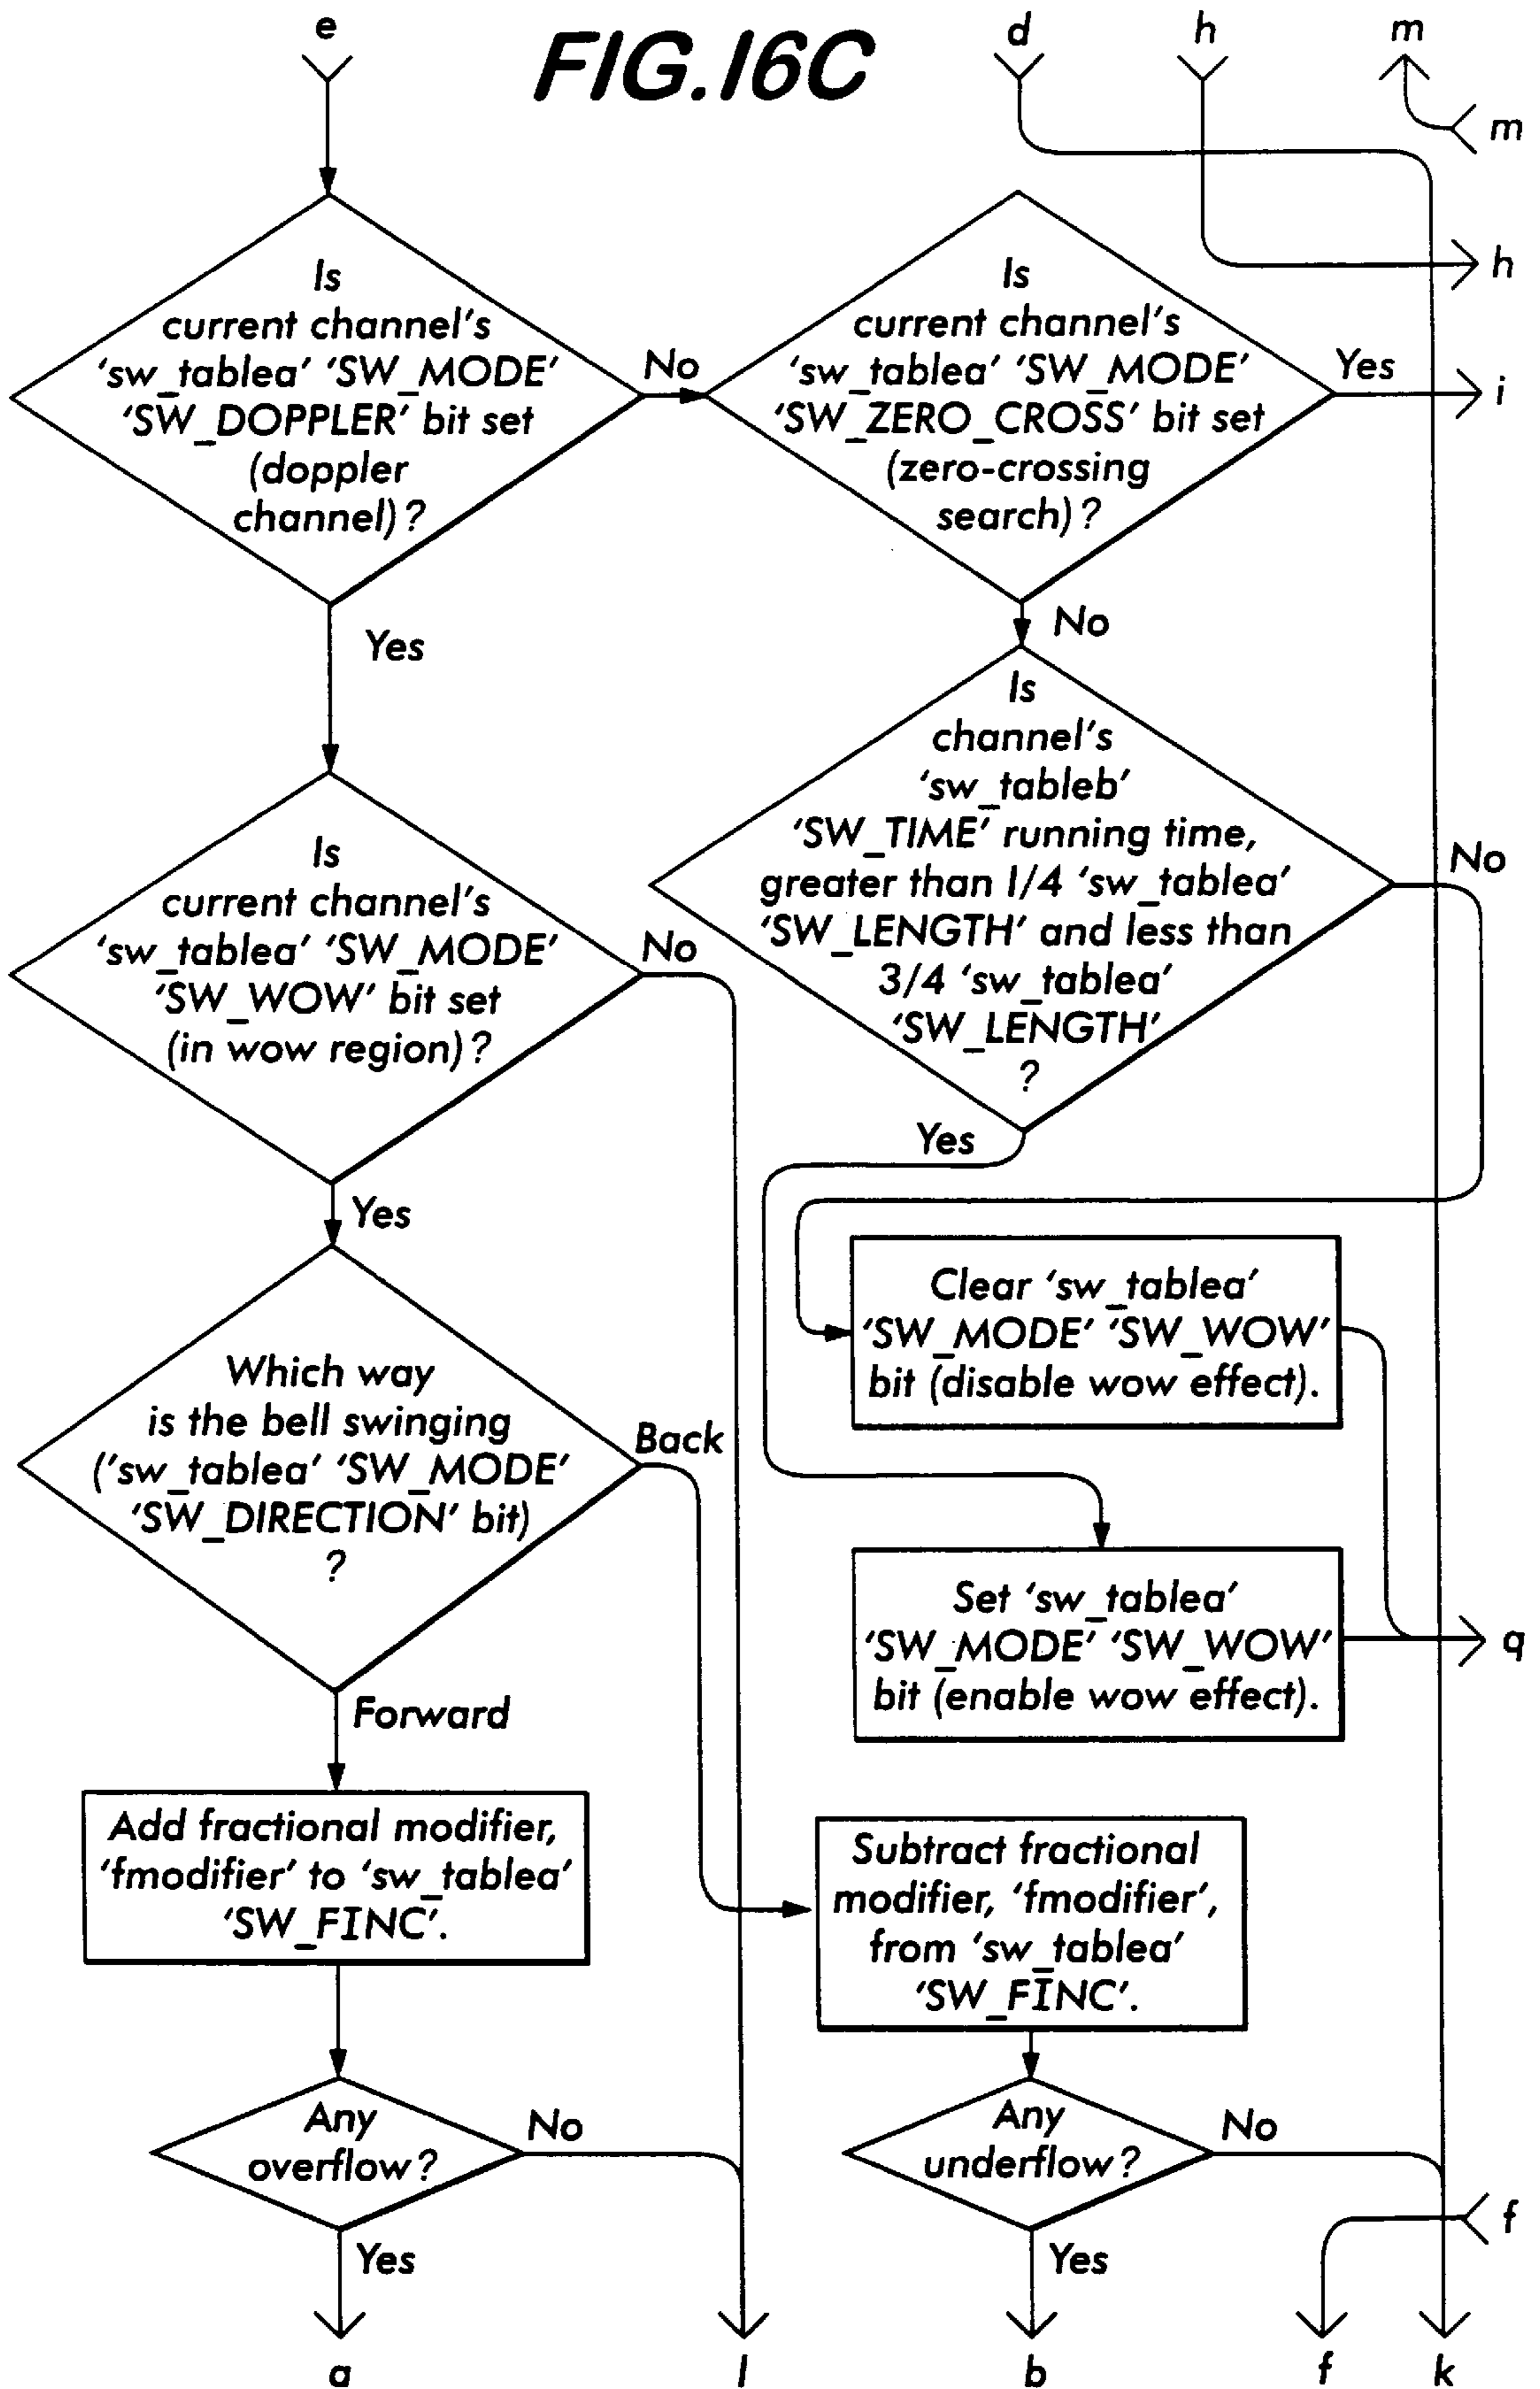 e
FIG.16C
d
h
m
m
h
Is
current channel's
'sw_tablea' 'SW_MODE'
'SW_DOPPLER' bit set
(doppler
channel)?
No
Is
current channel's
'sw_tablea' 'SW_MODE'
'SW_ZERO_CROSS' bit set
(zero-crossing
search)?
Yes
i
Yes
No
Is
channel's
'sw_tableb'
'SW_TIME' running time,
greater than 1/4 'sw_tablea'
'SW_LENGTH' and less than
3/4 'sw_tablea'
'SW_LENGTH'
?
No
Yes
Is
current channel's
'sw_tablea' 'SW_MODE'
'SW_WOW' bit set
(in wow region)?
No
Yes
Clear 'sw_tablea'
'SW_MODE' 'SW_WOW'
bit (disable wow effect).
Which way
is the bell swinging
('sw_tablea' 'SW_MODE'
'SW_DIRECTION' bit)
?
Back
Forward
Set 'sw_tablea'
'SW_MODE' 'SW_WOW'
bit (enable wow effect).
q
Add fractional modifier,
'fmodifier' to 'sw_tablea'
'SW_FINC'.
Subtract fractional
modifier, 'fmodifier',
from 'sw_tablea'
'SW_FINC'.
Any
overflow?
No
Yes
Any
underflow?
No
Yes
f
a
l
b
f
k